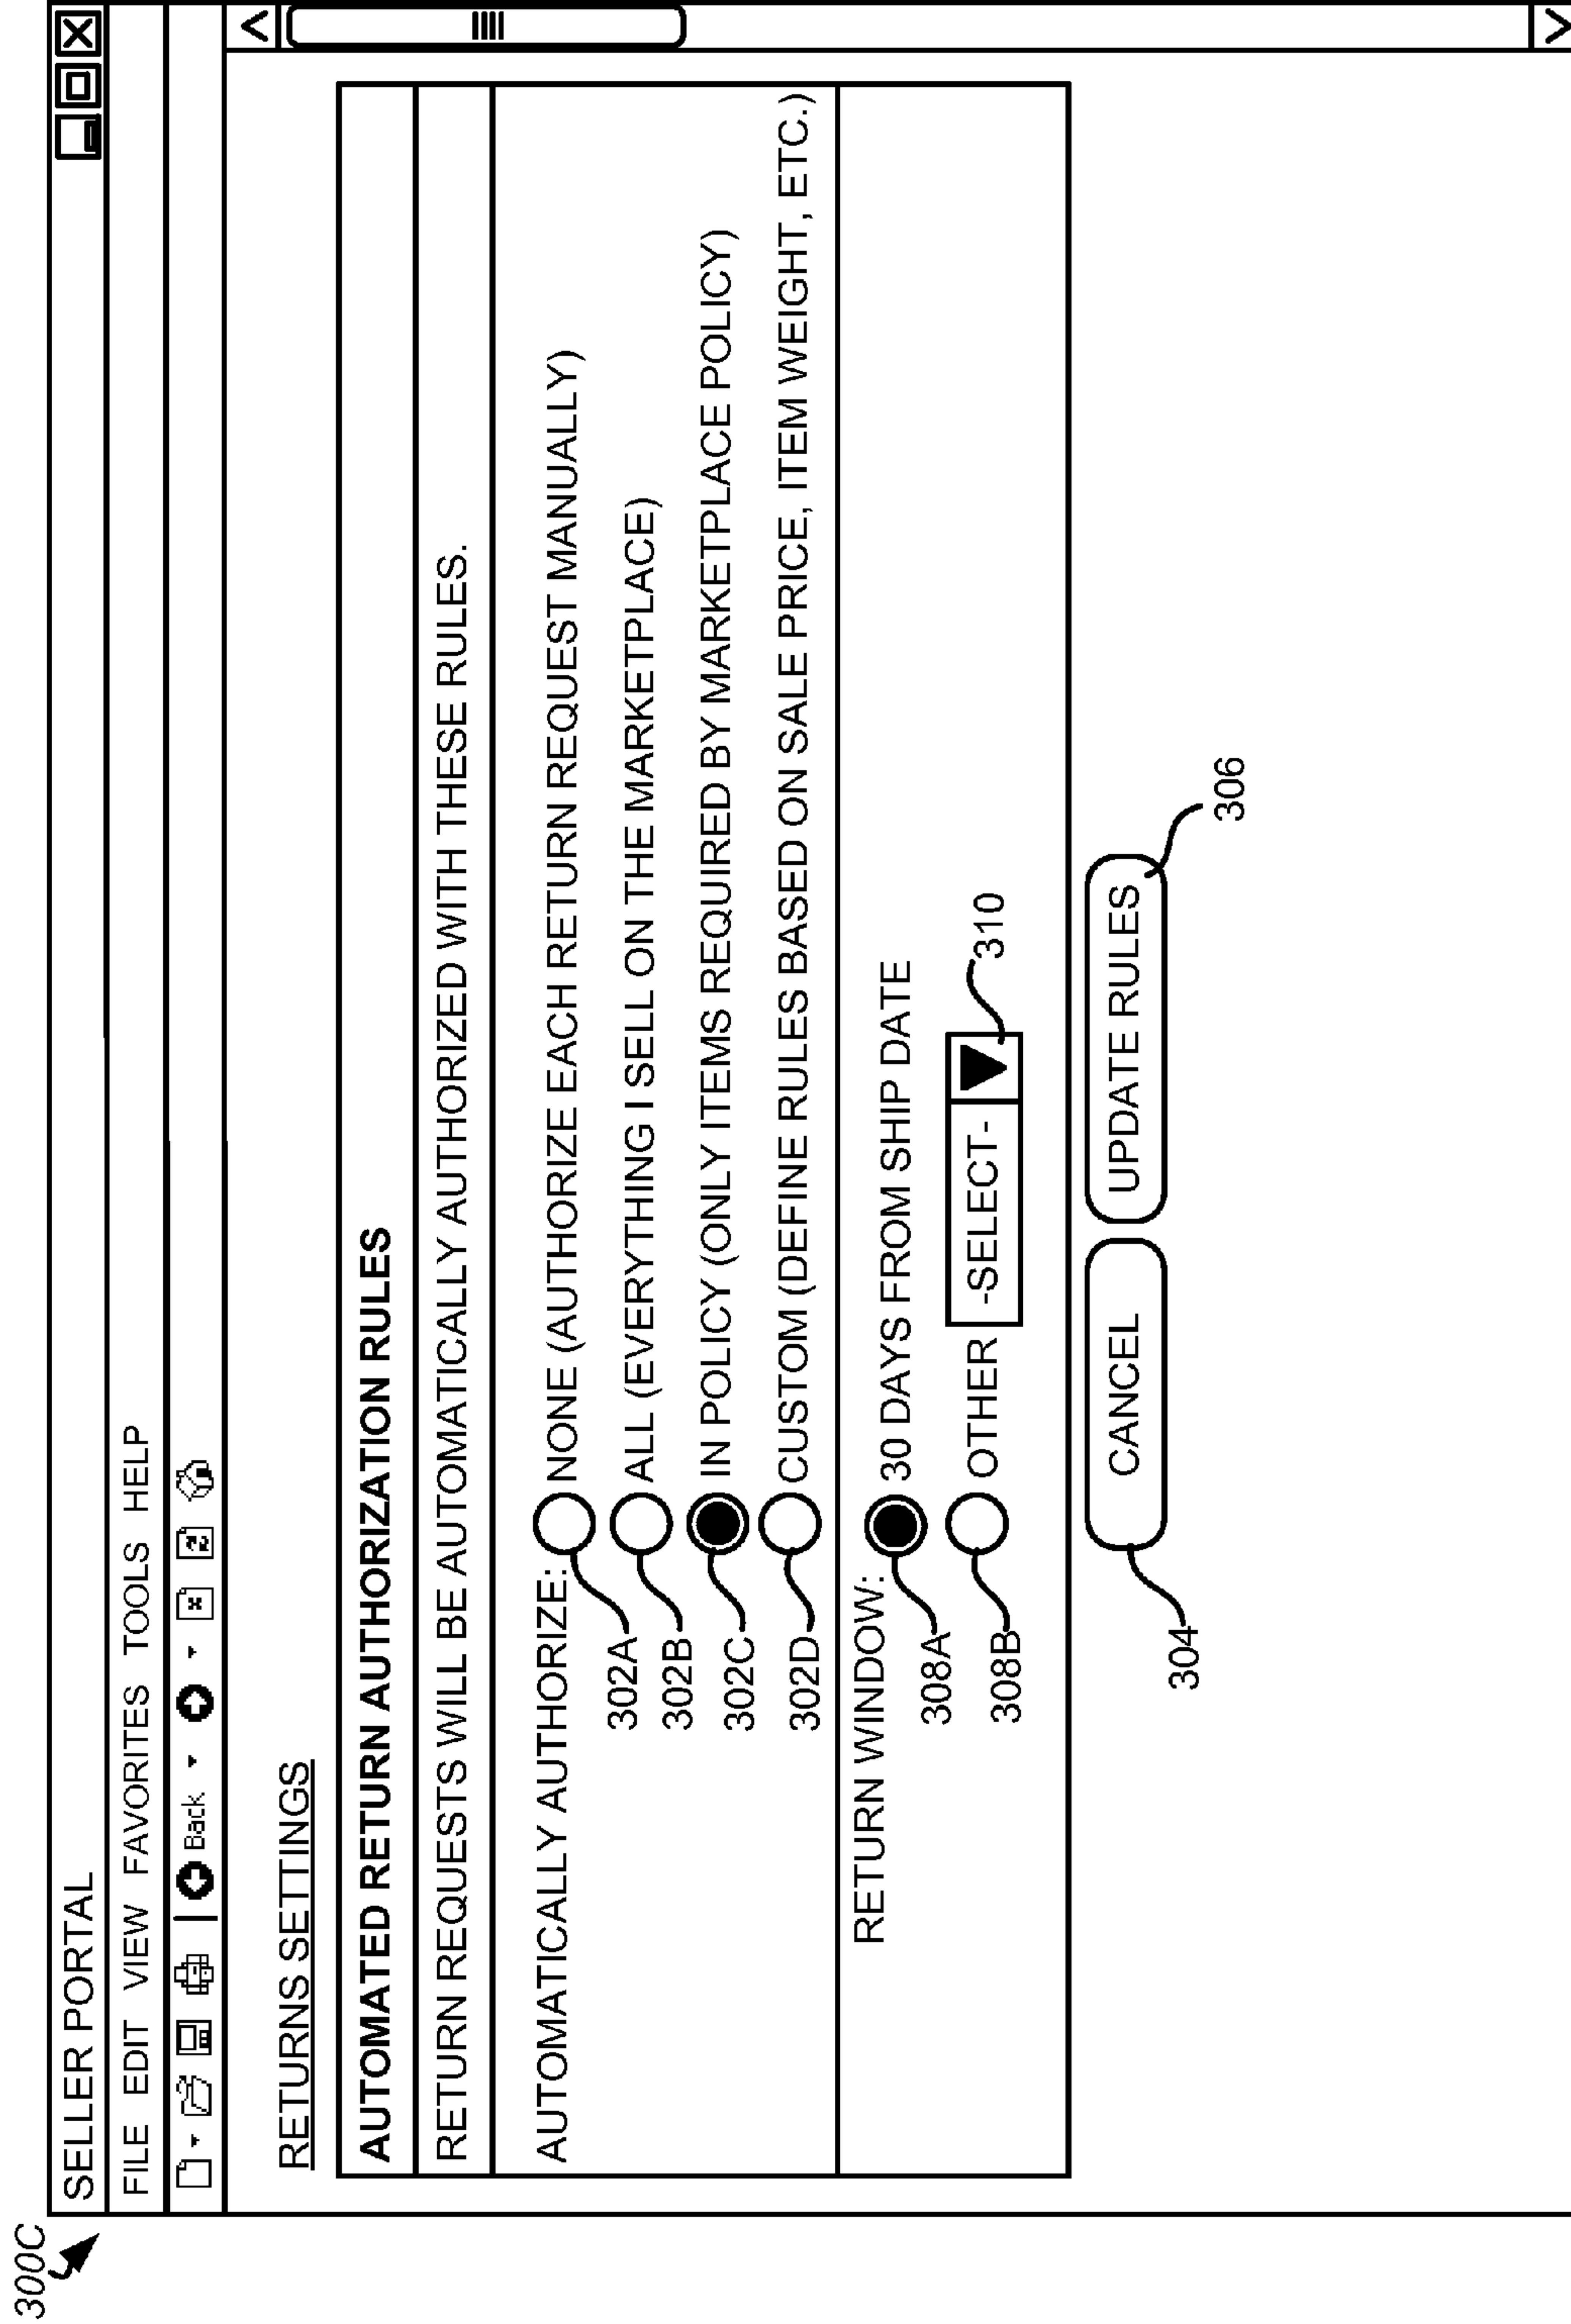 300C
SELLER PORTAL
FILE EDIT VIEW FAVORITES TOOLS HELP
Back
RETURNS SETTINGS
AUTOMATED RETURN AUTHORIZATION RULES
RETURN REQUESTS WILL BE AUTOMATICALLY AUTHORIZED WITH THESE RULES.
AUTOMATICALLY AUTHORIZE: NONE (AUTHORIZE EACH RETURN REQUEST MANUALLY)
302A
ALL (EVERYTHING I SELL ON THE MARKETPLACE)
302B
IN POLICY (ONLY ITEMS REQUIRED BY MARKETPLACE POLICY)
302C
CUSTOM (DEFINE RULES BASED ON SALE PRICE, ITEM WEIGHT, ETC.)
302D
RETURN WINDOW: 30 DAYS FROM SHIP DATE
308A
OTHER -SELECT- 310
308B
CANCEL UPDATE RULES
304 306